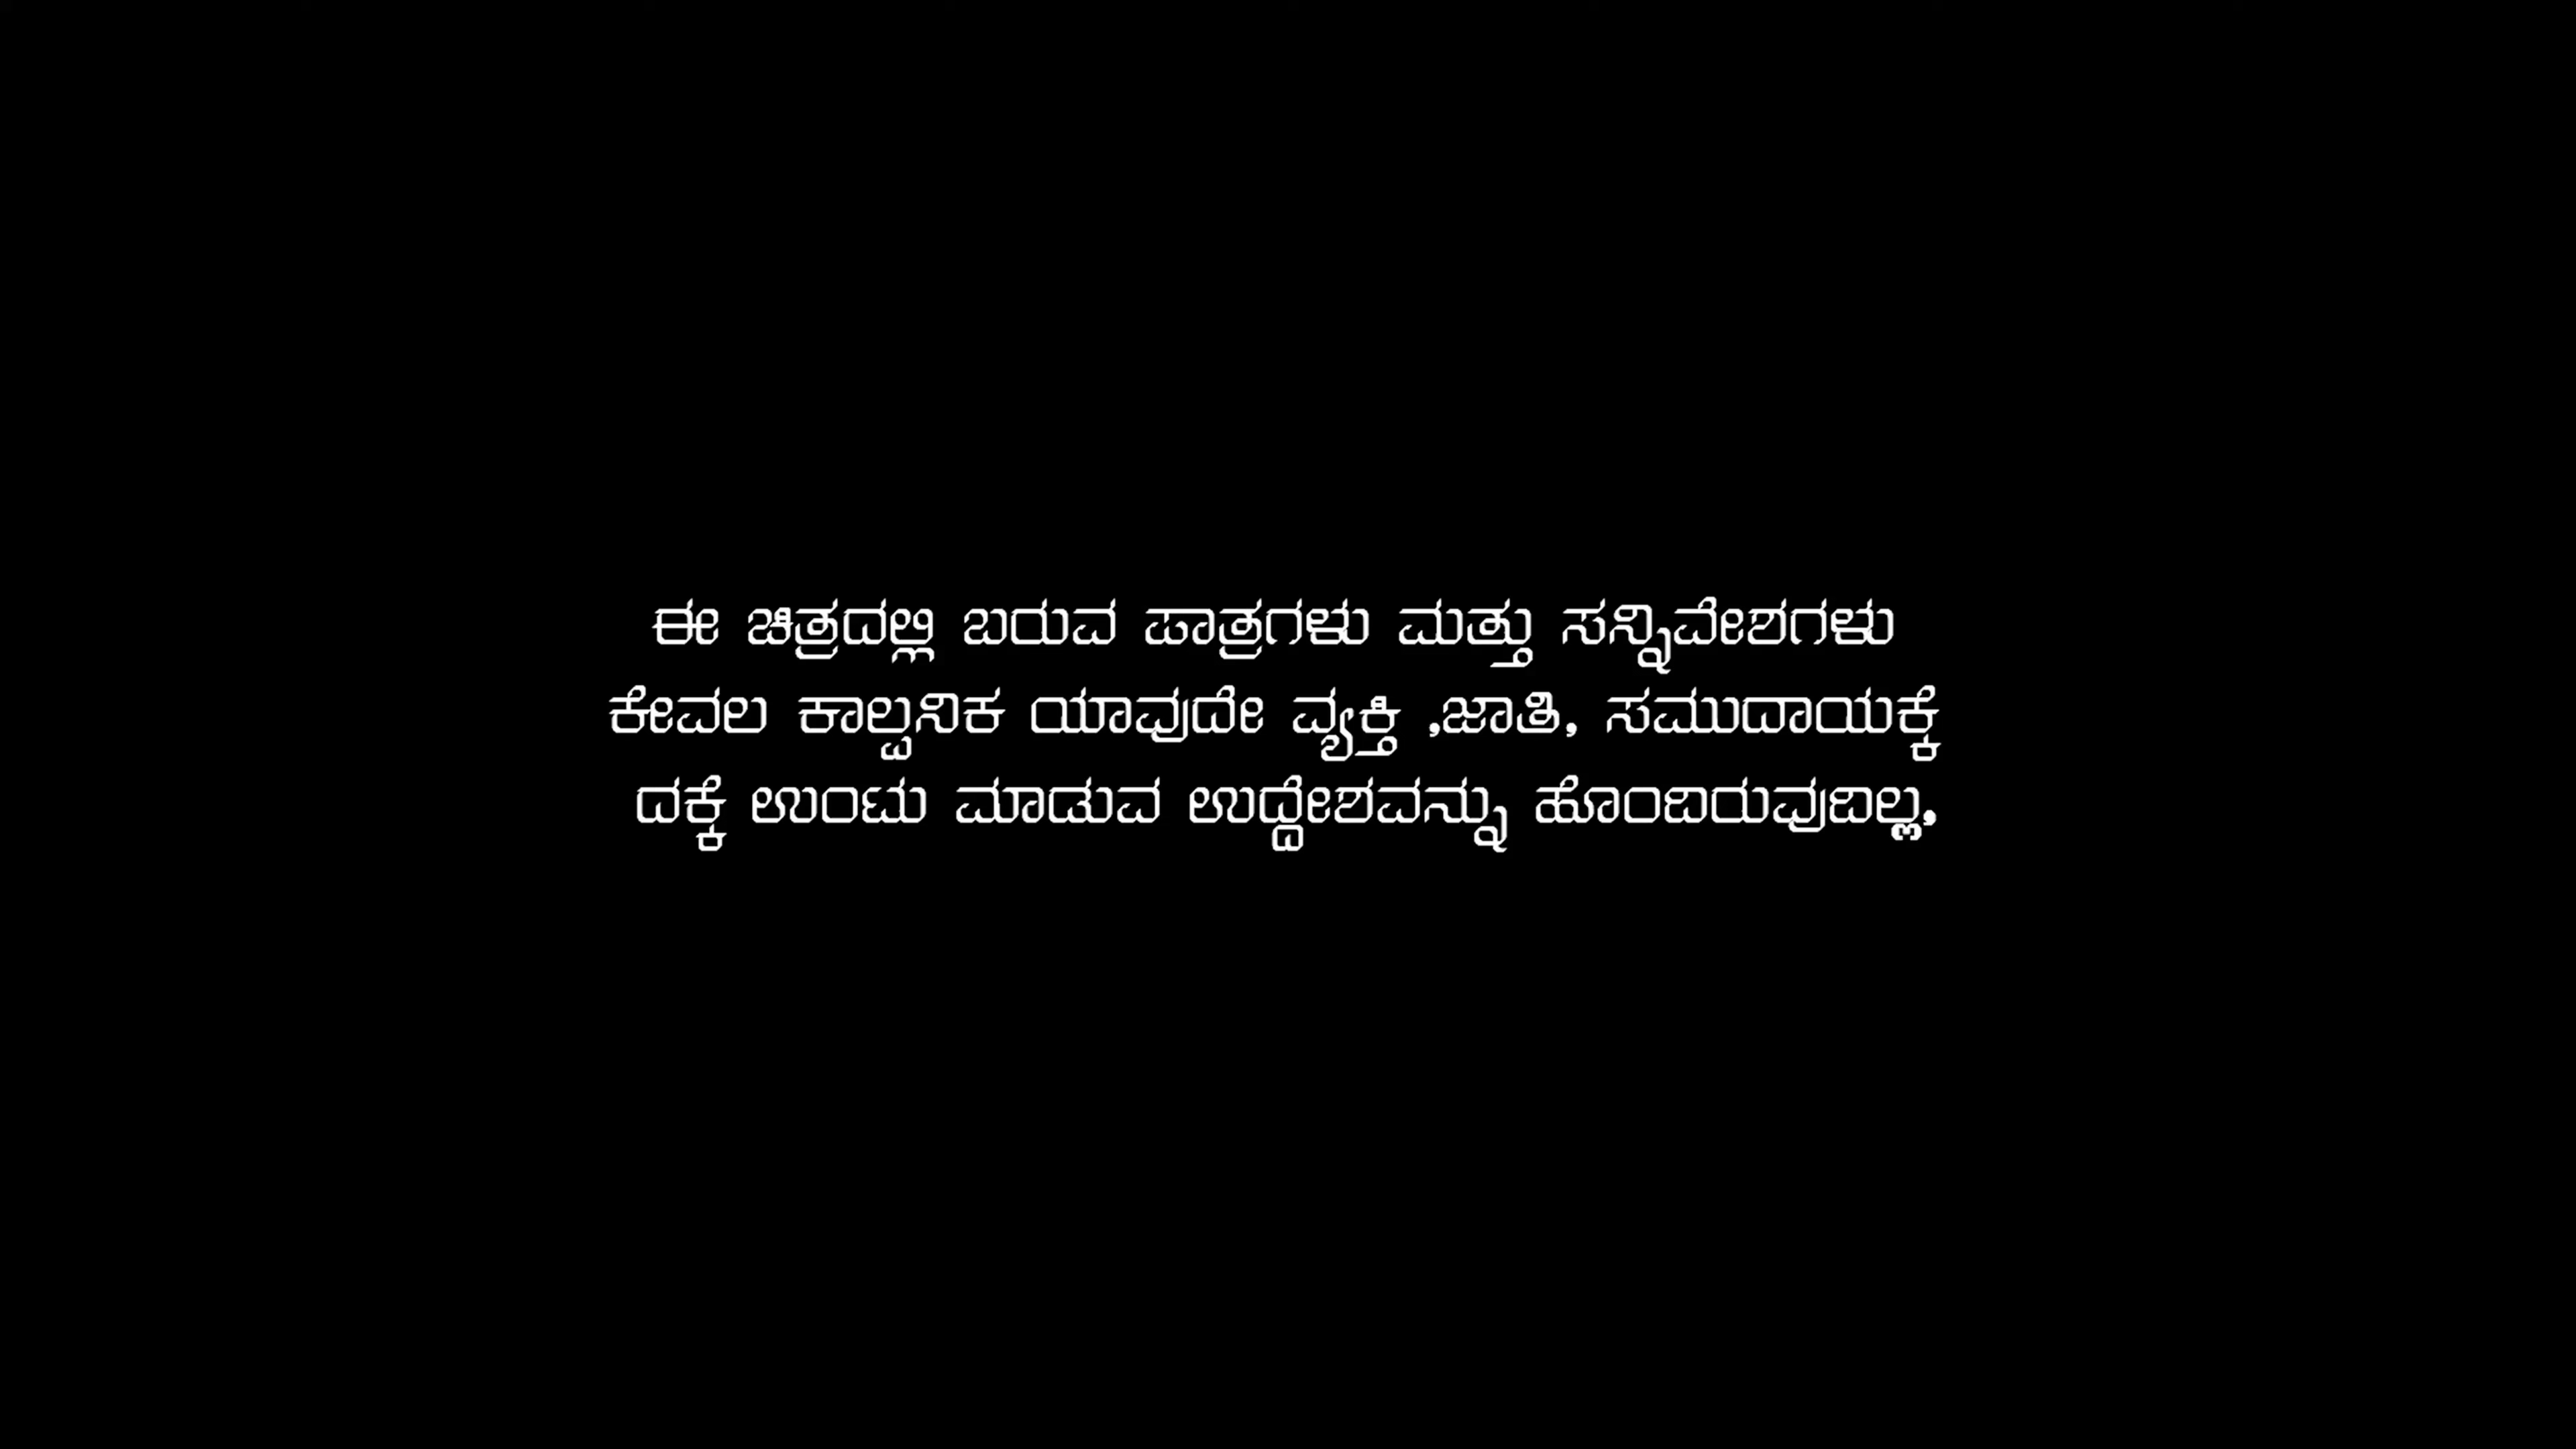 ಈ ಚಿತ್ರದಲ್ಲಿ ಬರುವ ಪಾತ್ರಗಳು ಮತ್ತು ಸನ್ನಿವೇಶಗಳು
ಕೇವಲ ಕಾಲ್ಪನಿಕ ಯಾವುದೇ ವ್ಯಕ್ತಿ ,ಜಾತಿ, ಸಮುದಾಯಕ್ಕೆ
ದಕ್ಕೆ ಉಂಟು ಮಾಡುವ ಉದ್ದೇಶವನ್ನು ಹೊಂದಿರುವುದಿಲ್ಲ,